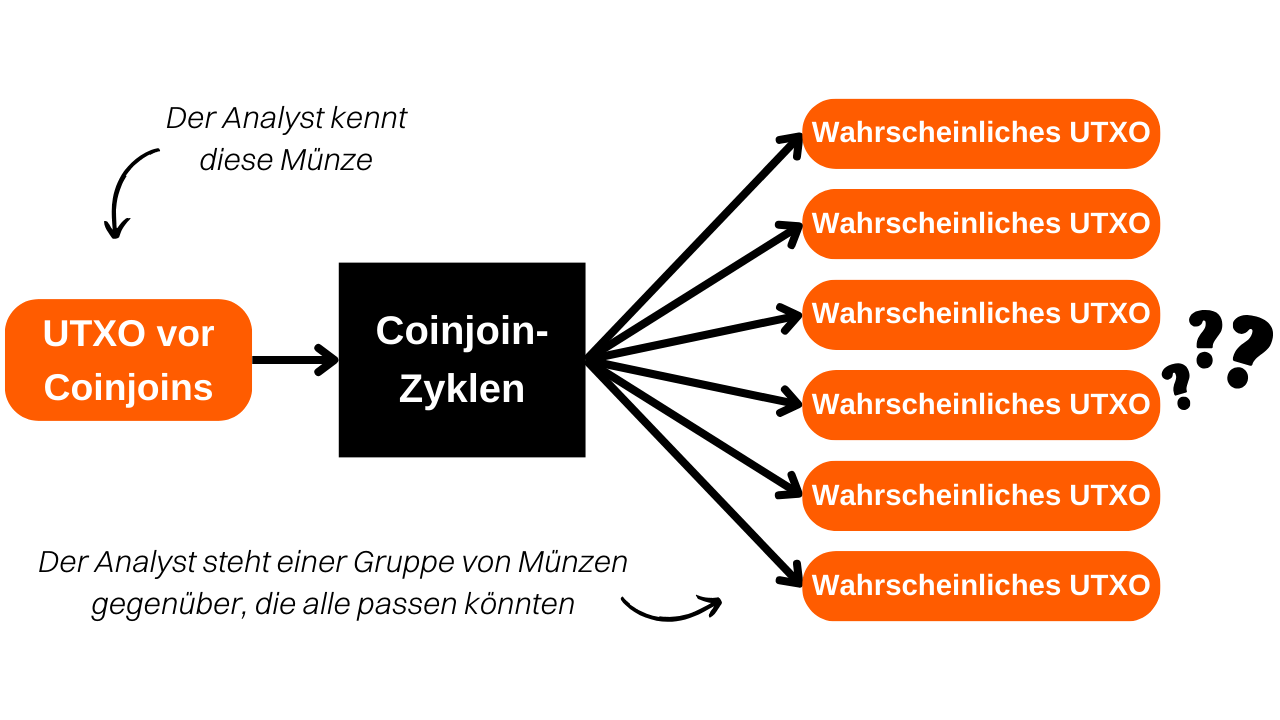 Der Analyst kennt
diese Münze
UTXO vor
Coinjoins
Coinjoin-
Zyklen
Wahrscheinliches UTXO
Wahrscheinliches UTXO
Wahrscheinliches UTXO
Wahrscheinliches UTXO
Wahrscheinliches UTXO
Wahrscheinliches UTXO
???
Der Analyst steht einer Gruppe von Münzen
gegenüber, die alle passen könnten